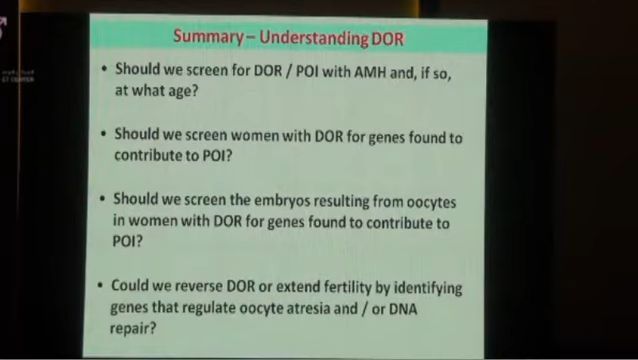 Summary – Understanding DOR
• Should we screen for DOR / POI with AMH and, if so,
at what age?
• Should we screen women with DOR for genes found to
contribute to POI?
• Should we screen the embryos resulting from oocytes
in women with DOR for genes found to contribute to
POI?
• Could we reverse DOR or extend fertility by identifying
genes that regulate oocyte atresia and / or DNA
repair?